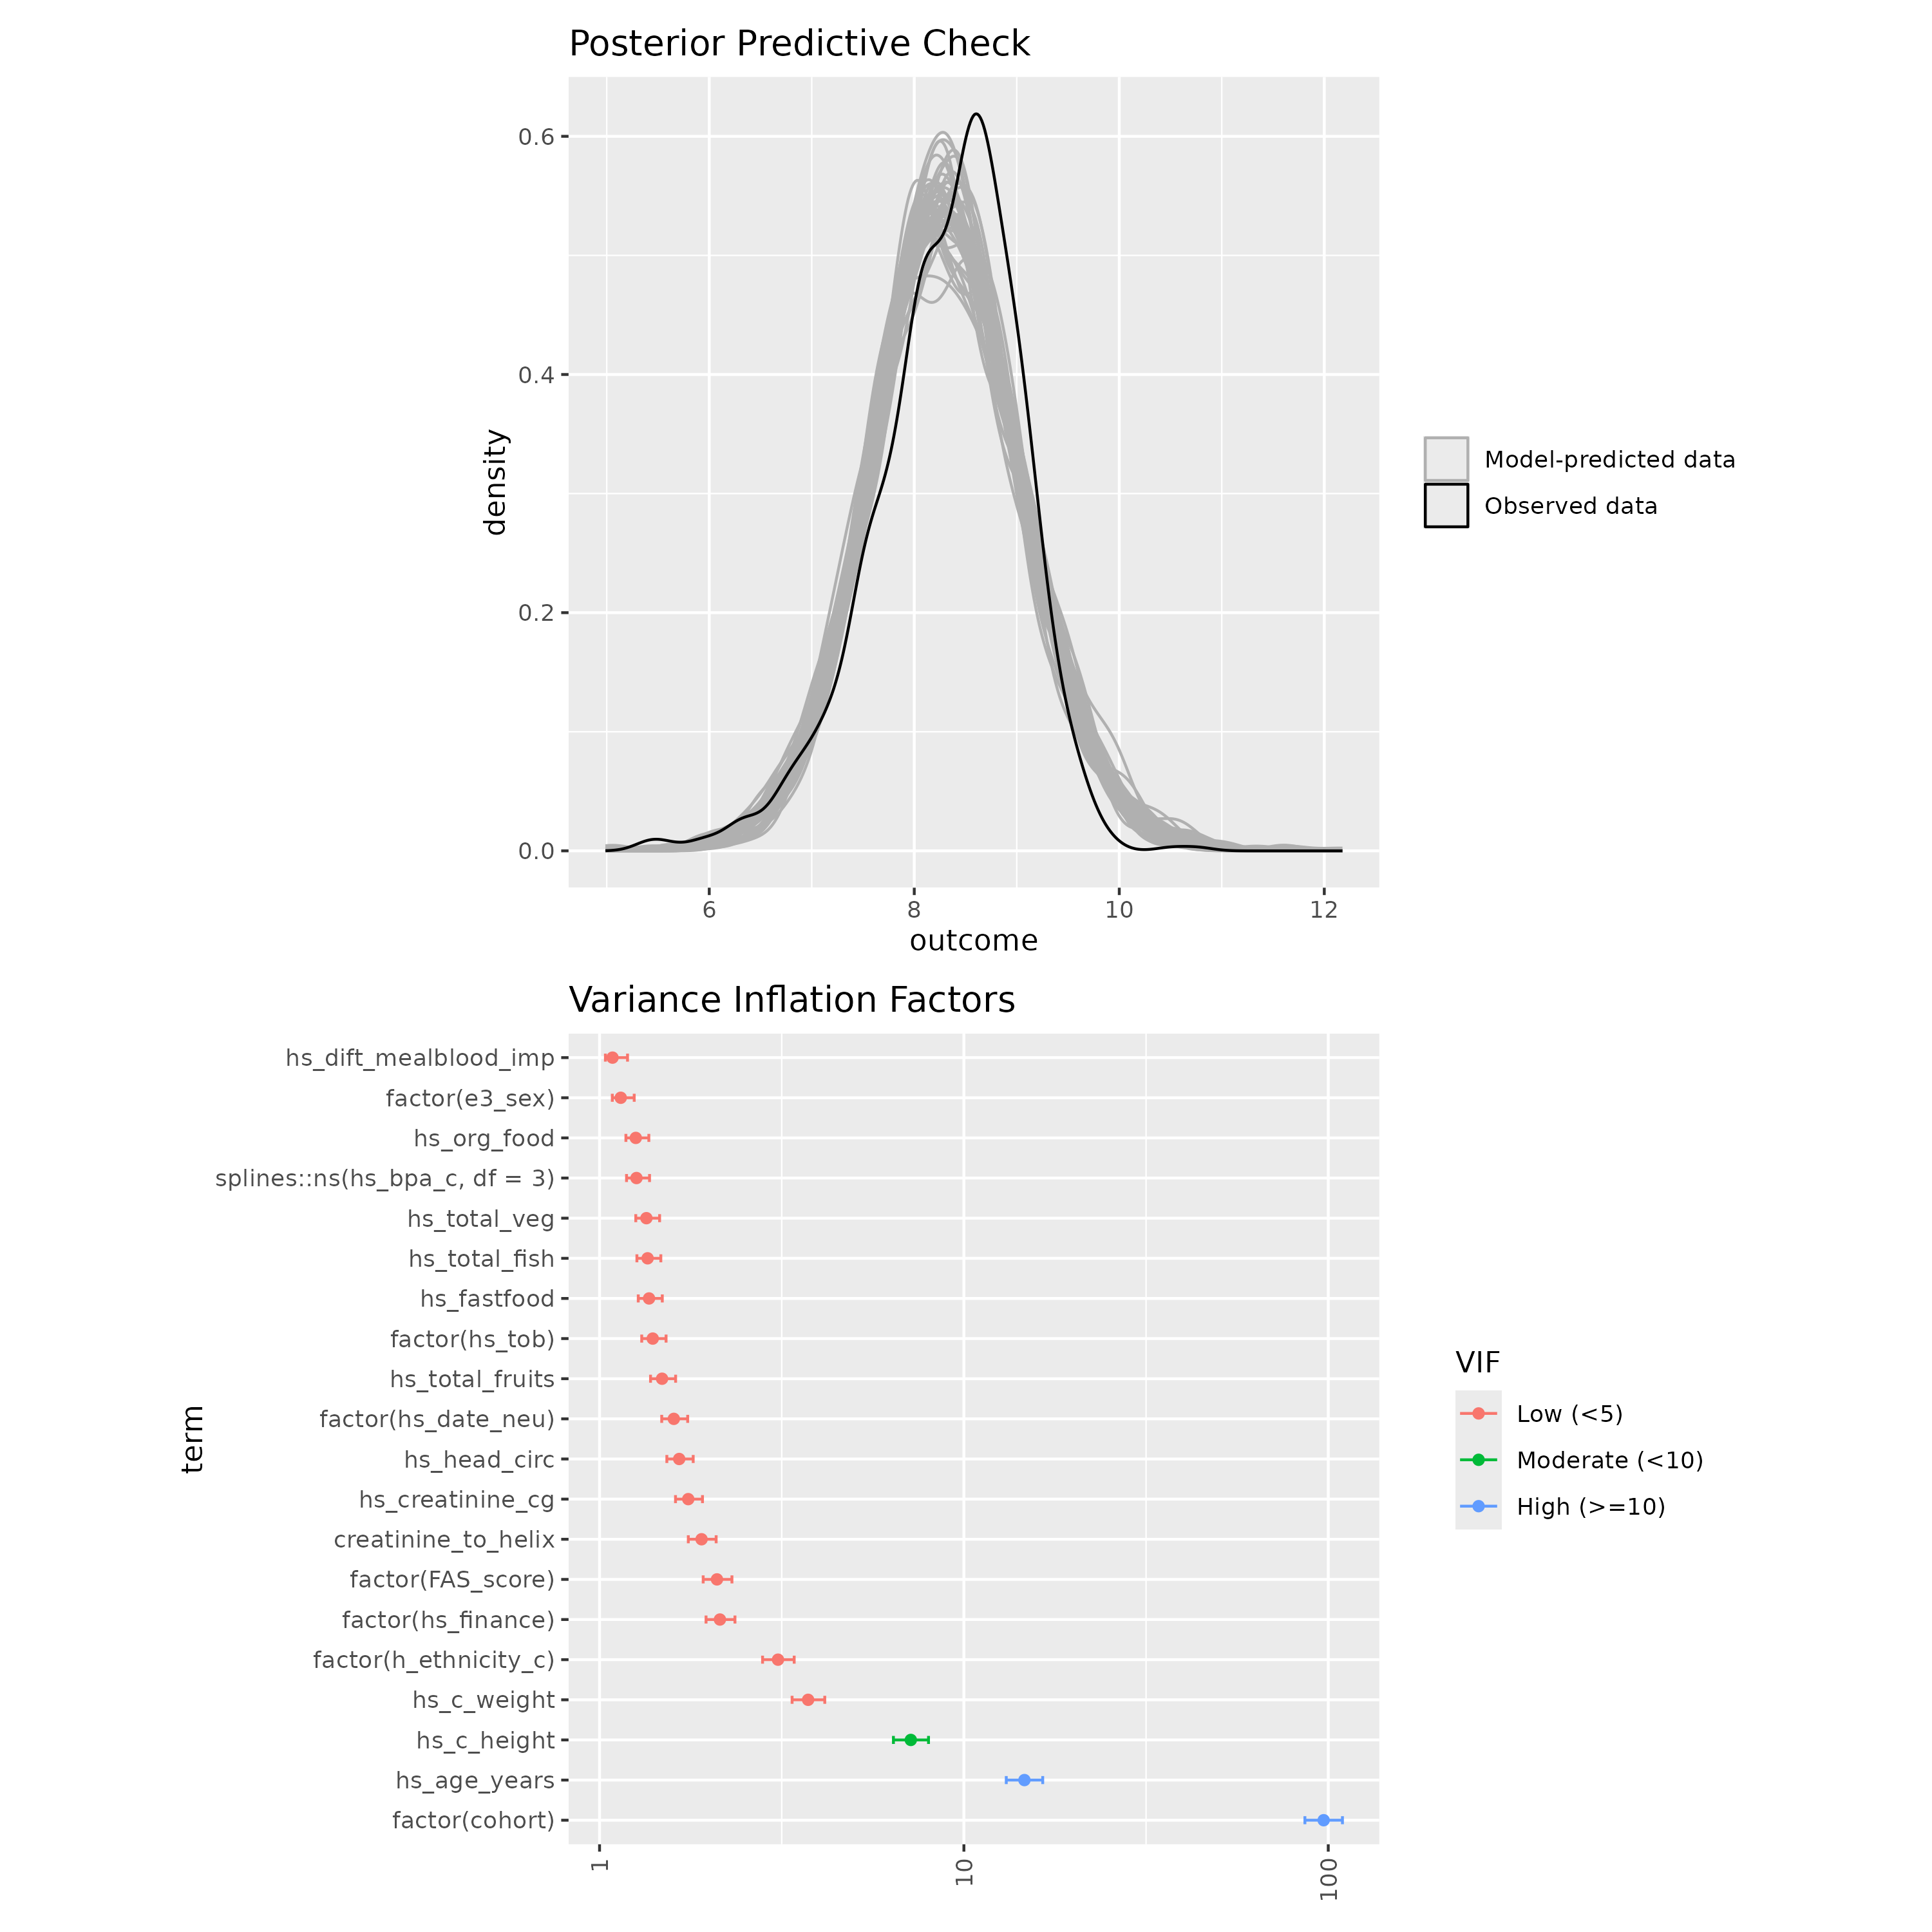 Posterior Predictive Check
0.6
0.4
0.2
0.0
density
6
8
10
12
outcome
Model-predicted data
Observed data
Variance Inflation Factors
hs_dift_mealblood_imp
factor(e3_sex)
hs_org_food
splines::ns(hs_bpa_c, df = 3)
hs_total_veg
hs_total_fish
hs_fastfood
factor(hs_tob)
hs_total_fruits
factor(hs_date_neu)
hs_head_circ
hs_creatinine_cg
creatinine_to_helix
factor(FAS_score)
factor(hs_finance)
factor(h_ethnicity_c)
hs_c_weight
hs_c_height
hs_age_years
factor(cohort)
term
1
10
100
VIF
Low (<5)
Moderate (<10)
High (>=10)